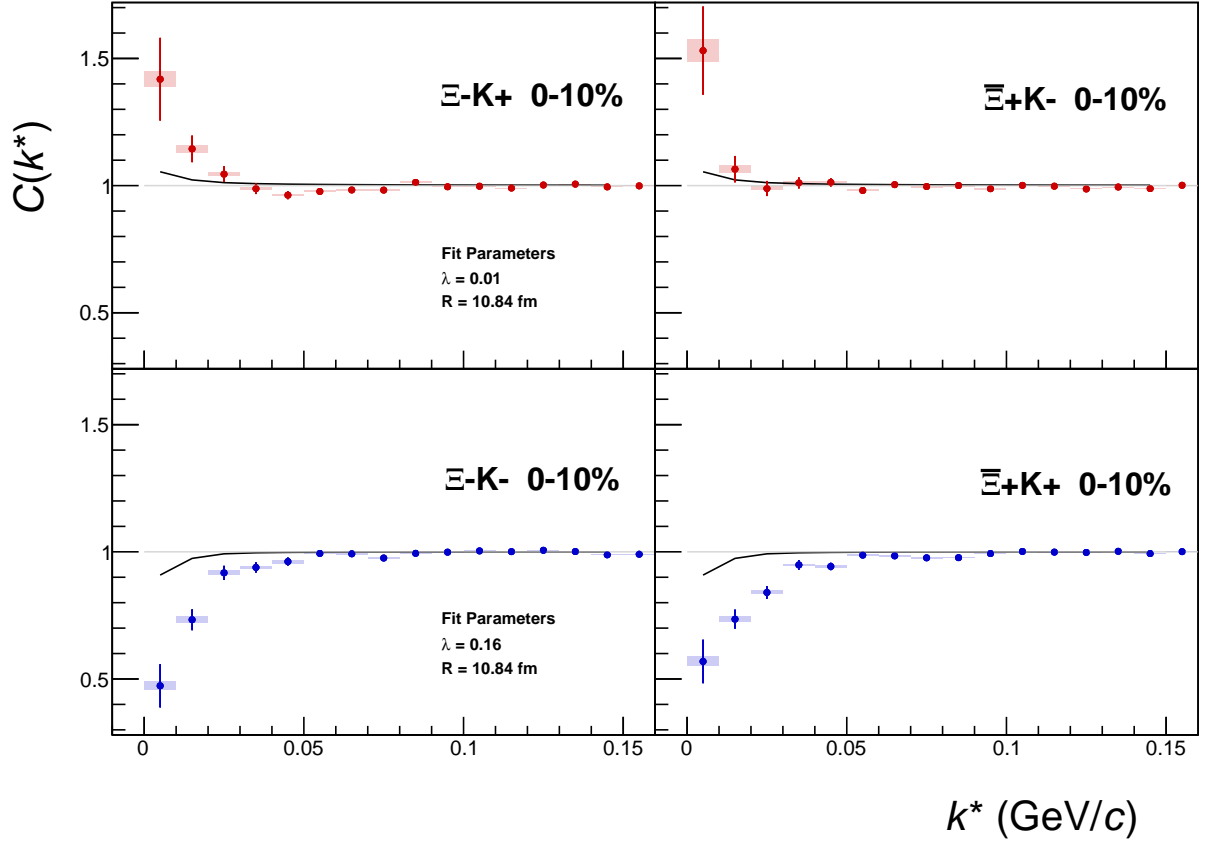 C(k*)
1.5
1
0.5
Ξ-K+ 0-10%
Fit Parameters
λ = 0.01
R = 10.84 fm
Ξ̅+K- 0-10%
1.5
1
0.5
Ξ-K- 0-10%
Fit Parameters
λ = 0.16
R = 10.84 fm
Ξ̅+K+ 0-10%
0 0.05 0.1 0.15
0 0.05 0.1 0.15
k* (GeV/c)